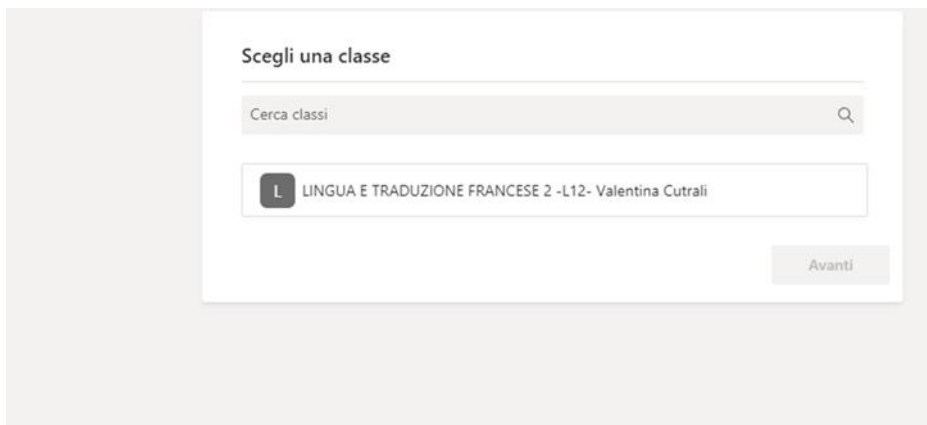 Scegli una classe
Cerca classi
L LINGUA E TRADUZIONE FRANCESE 2 -L12- Valentina Cutrali
Avanti